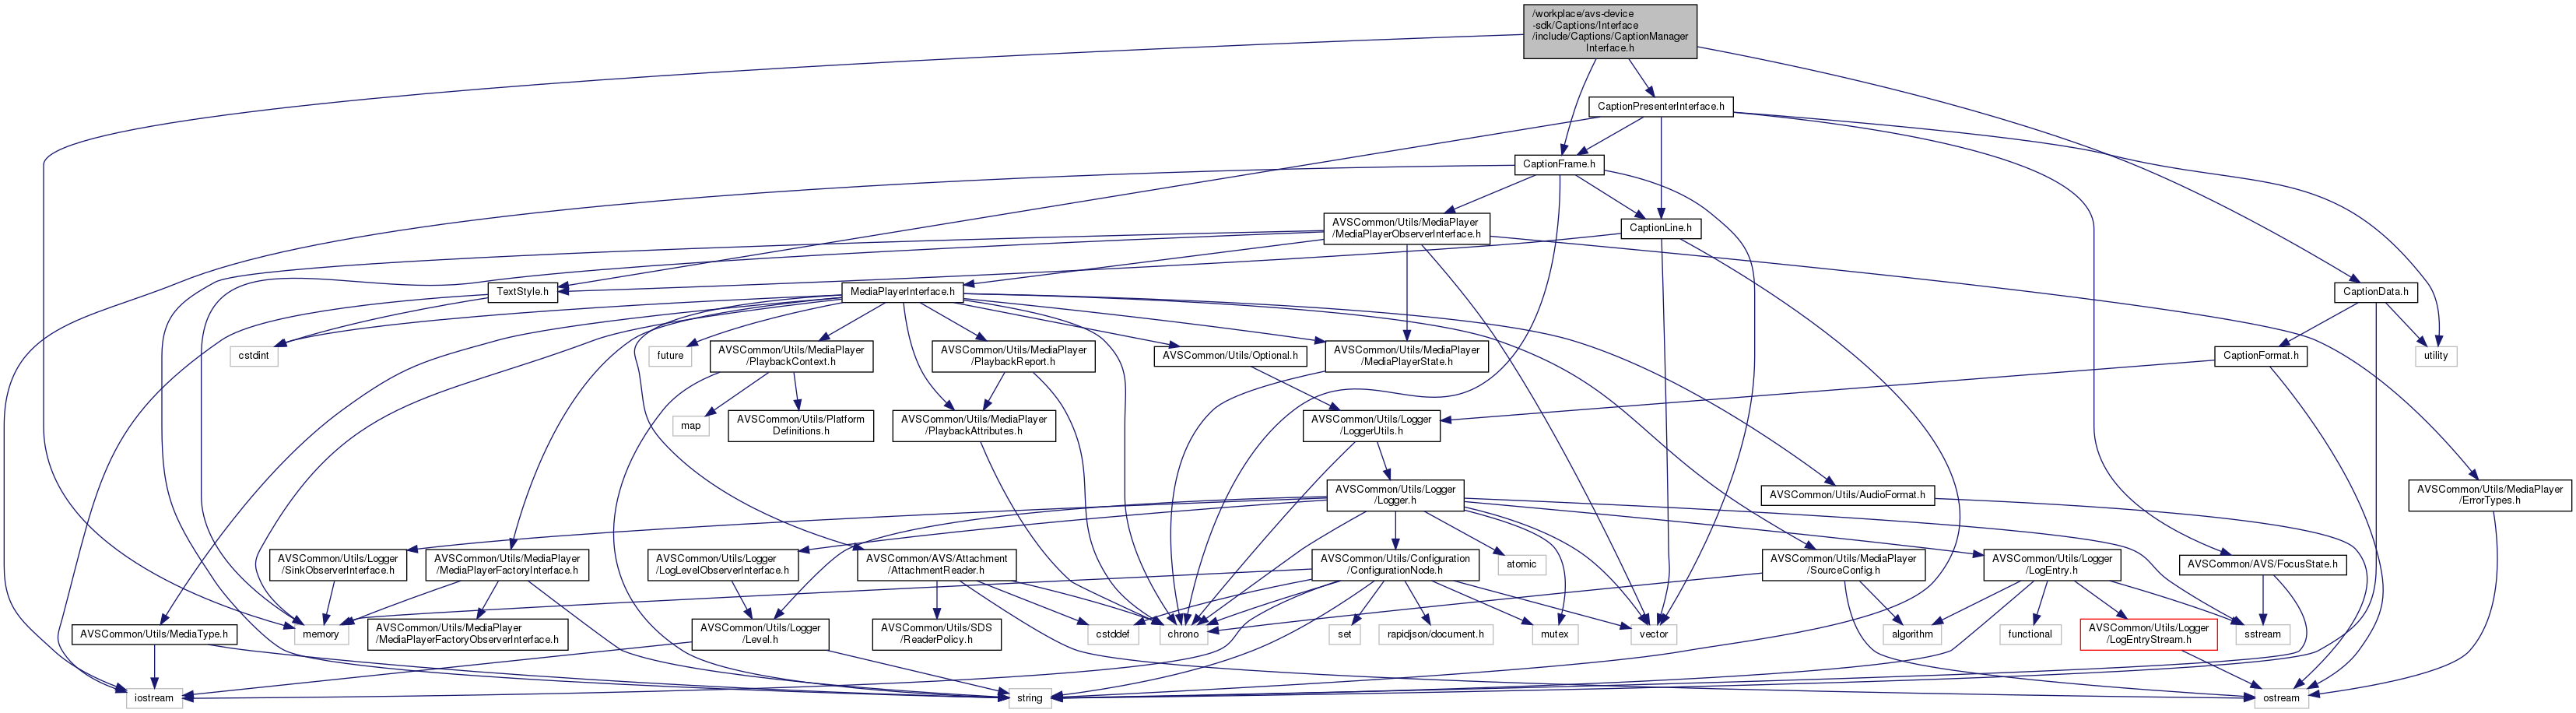 /workplace/avs-device
-sdk/Captions/Interface
/include/Captions/CaptionManager
Interface.h
CaptionPresenterInterface.h
CaptionFrame.h
AVSCommon/Utils/MediaPlayer
/MediaPlayerObserverInterface.h
CaptionLine.h
TextStyle.h
MediaPlayerInterface.h
CaptionData.h
cstdint
future
AVSCommon/Utils/MediaPlayer
/PlaybackContext.h
AVSCommon/Utils/MediaPlayer
/PlaybackReport.h
AVSCommon/Utils/Optional.h
AVSCommon/Utils/MediaPlayer
/MediaPlayerState.h
CaptionFormat.h
utility
map
AVSCommon/Utils/Platform
Definitions.h
AVSCommon/Utils/MediaPlayer
/PlaybackAttributes.h
AVSCommon/Utils/Logger
/LoggerUtils.h
AVSCommon/Utils/Logger
/Logger.h
AVSCommon/Utils/AudioFormat.h
AVSCommon/Utils/MediaPlayer
/ErrorTypes.h
AVSCommon/Utils/Logger
/SinkObserverInterface.h
AVSCommon/Utils/MediaPlayer
/MediaPlayerFactoryInterface.h
AVSCommon/Utils/Logger
/LogLevelObserverInterface.h
AVSCommon/AVS/Attachment
/AttachmentReader.h
AVSCommon/Utils/Configuration
/ConfigurationNode.h
atomic
AVSCommon/Utils/MediaPlayer
/SourceConfig.h
AVSCommon/Utils/Logger
/LogEntry.h
AVSCommon/AVS/FocusState.h
AVSCommon/Utils/MediaType.h
memory
AVSCommon/Utils/MediaPlayer
/MediaPlayerFactoryObserverInterface.h
AVSCommon/Utils/Logger
/Level.h
AVSCommon/Utils/SDS
/ReaderPolicy.h
cstddef
chrono
set
rapidjson/document.h
mutex
vector
algorithm
functional
AVSCommon/Utils/Logger
/LogEntryStream.h
sstream
iostream
string
ostream